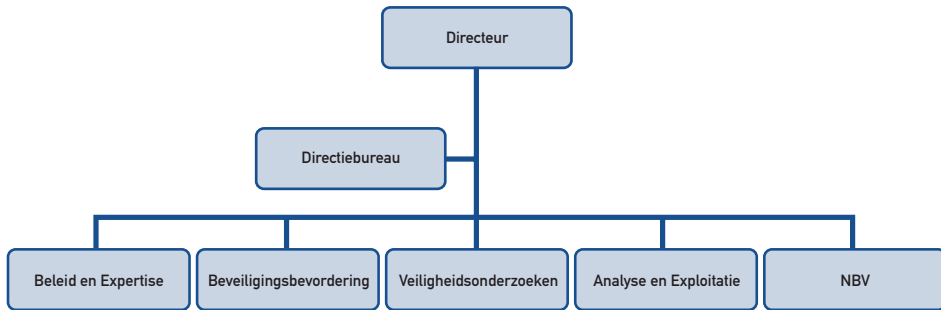 Directeur
Directiebureau
Beleid en Expertise
Beveiligingsbevordering
Veiligheidsonderzoeken
Analyse en Exploitatie
NBV